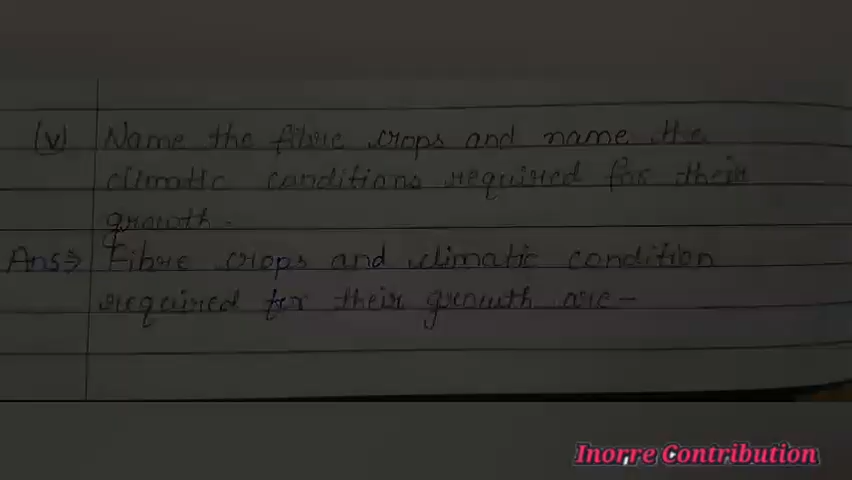 (v) Name the fibre crops and name the
climatic conditions required for their
growth.
Ans⇒ Fibre crops and climatic condition
required for their growth are-
Inorre Contribution